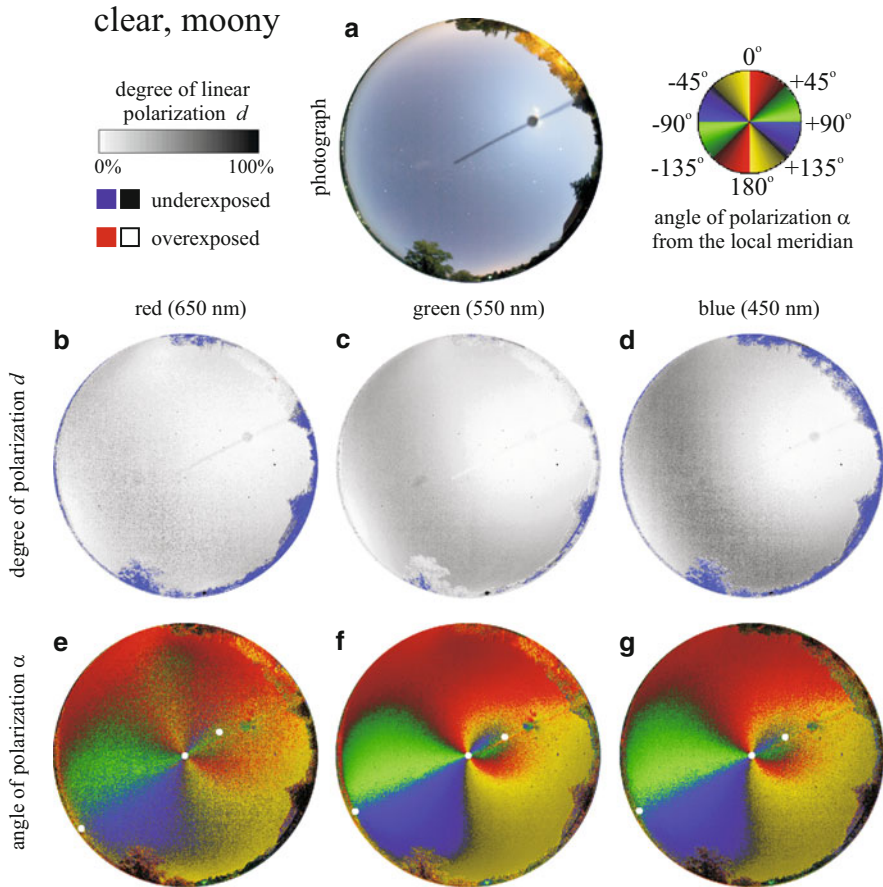 clear, moony
a
photograph
degree of linear
polarization d
0% 100%
underexposed
overexposed
0°
-45° +45°
-90° +90°
-135° +135°
180°
angle of polarization α
from the local meridian
red (650 nm) green (550 nm) blue (450 nm)
b c d
degree of polarization d
e f g
angle of polarization α